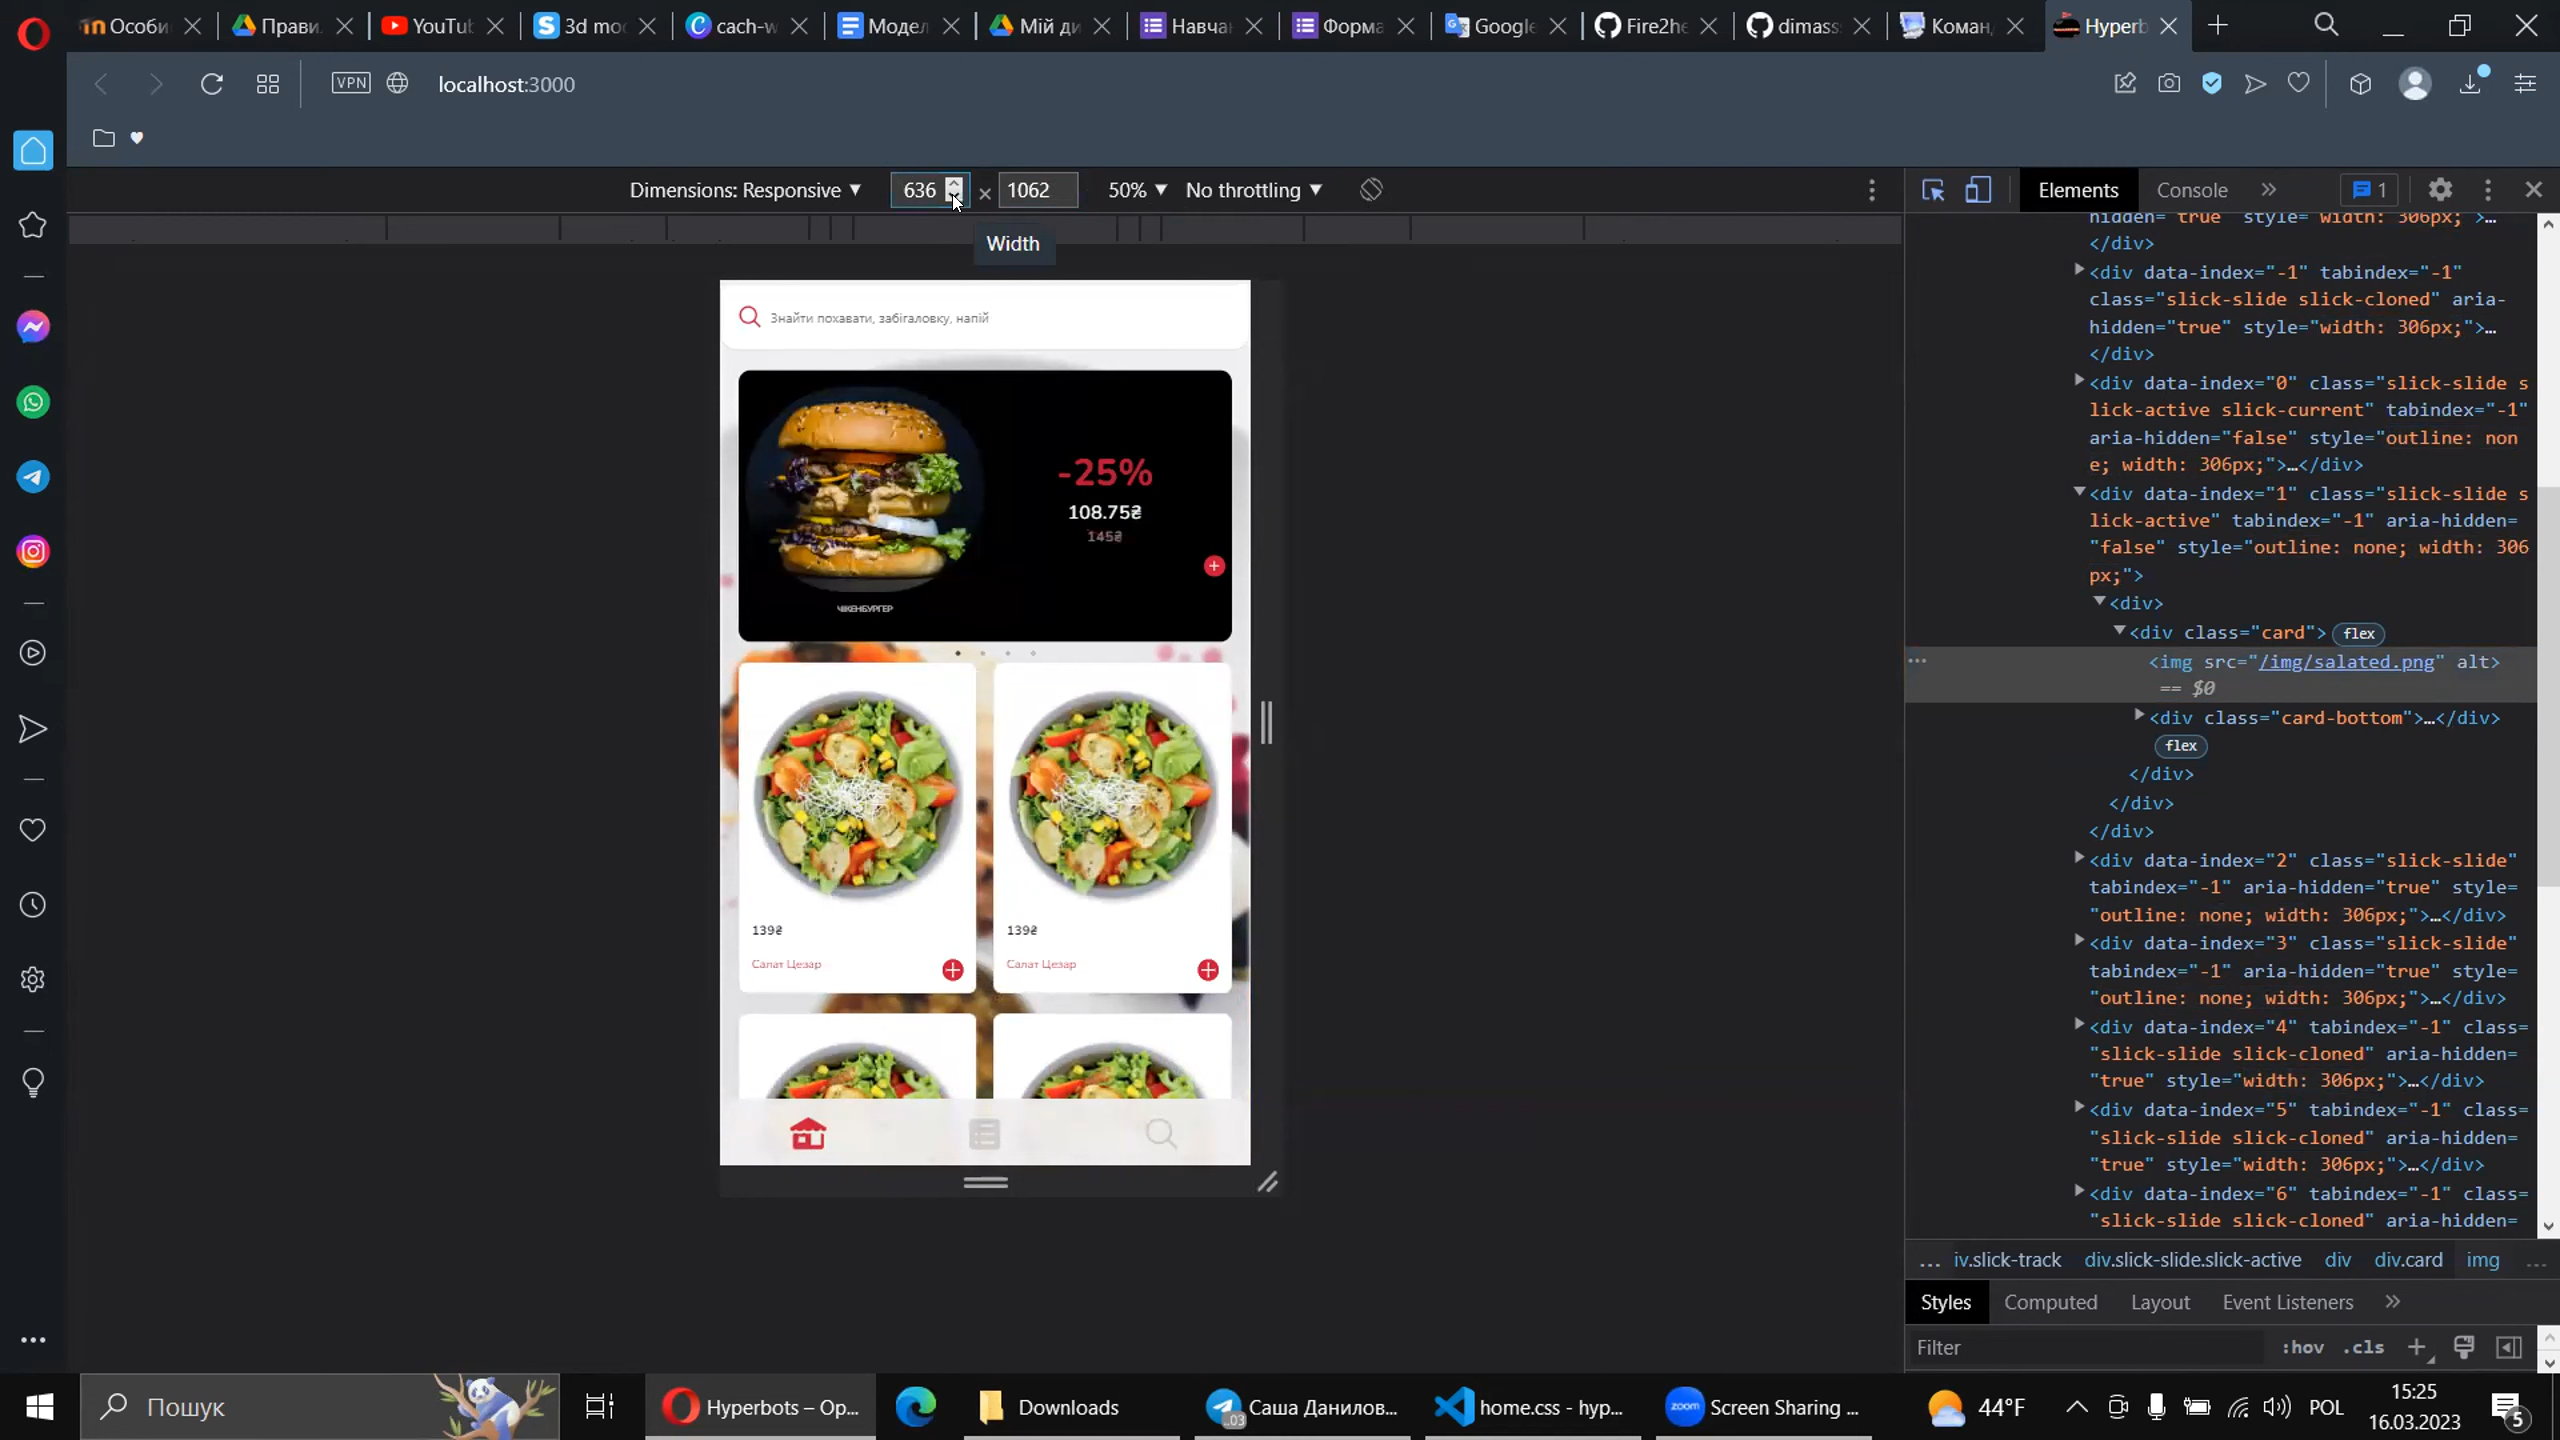 Особи
Прави
YouTub
3d mo
cach-w
Модел
Мій ди
Навча
Форма
Google
Fire2he
dimass
Коман
Hyperb
VPN
localhost:3000
Dimensions: Responsive
636
×
1062
50%
No throttling
Width
Elements
Console
1
Знайти похавати, забігаловку, напій
-25%
108.75₴
145₴
ЧІКЕНБУРГЕР
139₴
139₴
Салат Цезар
Салат Цезар
hidden="true" style="width: 306px;">…
</div>
<div data-index="-1" tabindex="-1"
class="slick-slide slick-cloned" aria-
hidden="true" style="width: 306px;">…
</div>
<div data-index="0" class="slick-slide s
lick-active slick-current" tabindex="-1"
aria-hidden="false" style="outline: non
e; width: 306px;">…</div>
<div data-index="1" class="slick-slide s
lick-active" tabindex="-1" aria-hidden=
"false" style="outline: none; width: 306
px;">
<div>
<div class="card"> flex
<img src="/img/salated.png" alt>
== $0
<div class="card-bottom">…</div>
flex
</div>
</div>
</div>
<div data-index="2" class="slick-slide"
tabindex="-1" aria-hidden="true" style=
"outline: none; width: 306px;">…</div>
<div data-index="3" class="slick-slide"
tabindex="-1" aria-hidden="true" style=
"outline: none; width: 306px;">…</div>
<div data-index="4" tabindex="-1" class=
"slick-slide slick-cloned" aria-hidden=
"true" style="width: 306px;">…</div>
<div data-index="5" tabindex="-1" class=
"slick-slide slick-cloned" aria-hidden=
"true" style="width: 306px;">…</div>
<div data-index="6" tabindex="-1" class=
"slick-slide slick-cloned" aria-hidden=
... iv.slick-track div.slick-slide.slick-active div div.card img ...
Styles Computed Layout Event Listeners
Filter
:hov .cls
Пошук
Hyperbots – Op...
Downloads
..03
Саша Данилов...
home.css - hyp...
zoom
Screen Sharing ...
44°F
POL
15:25
16.03.2023
5